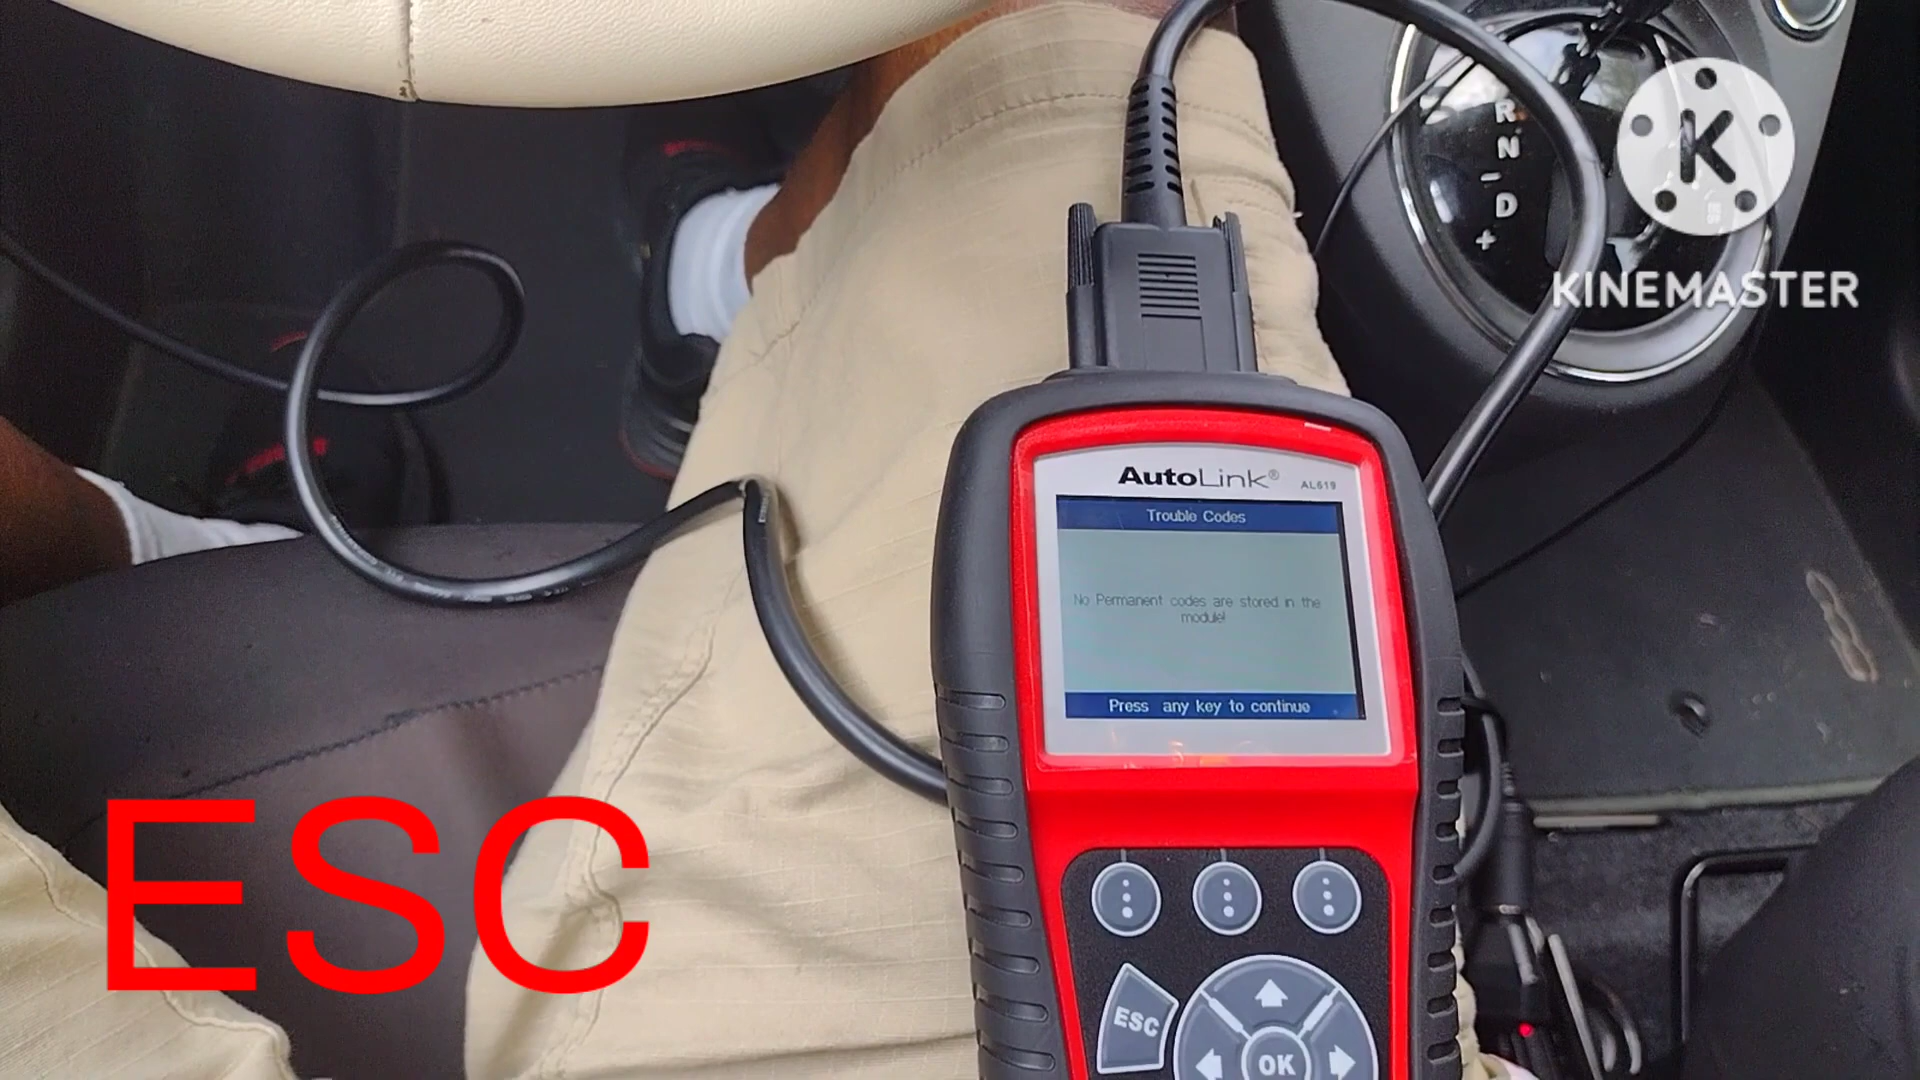 R
N
D
+
K
KINEMASTER
AutoLink®
AL619
Trouble Codes
No Permanent codes are stored in the
module!
Press any key to continue
ESC
ESC
OK